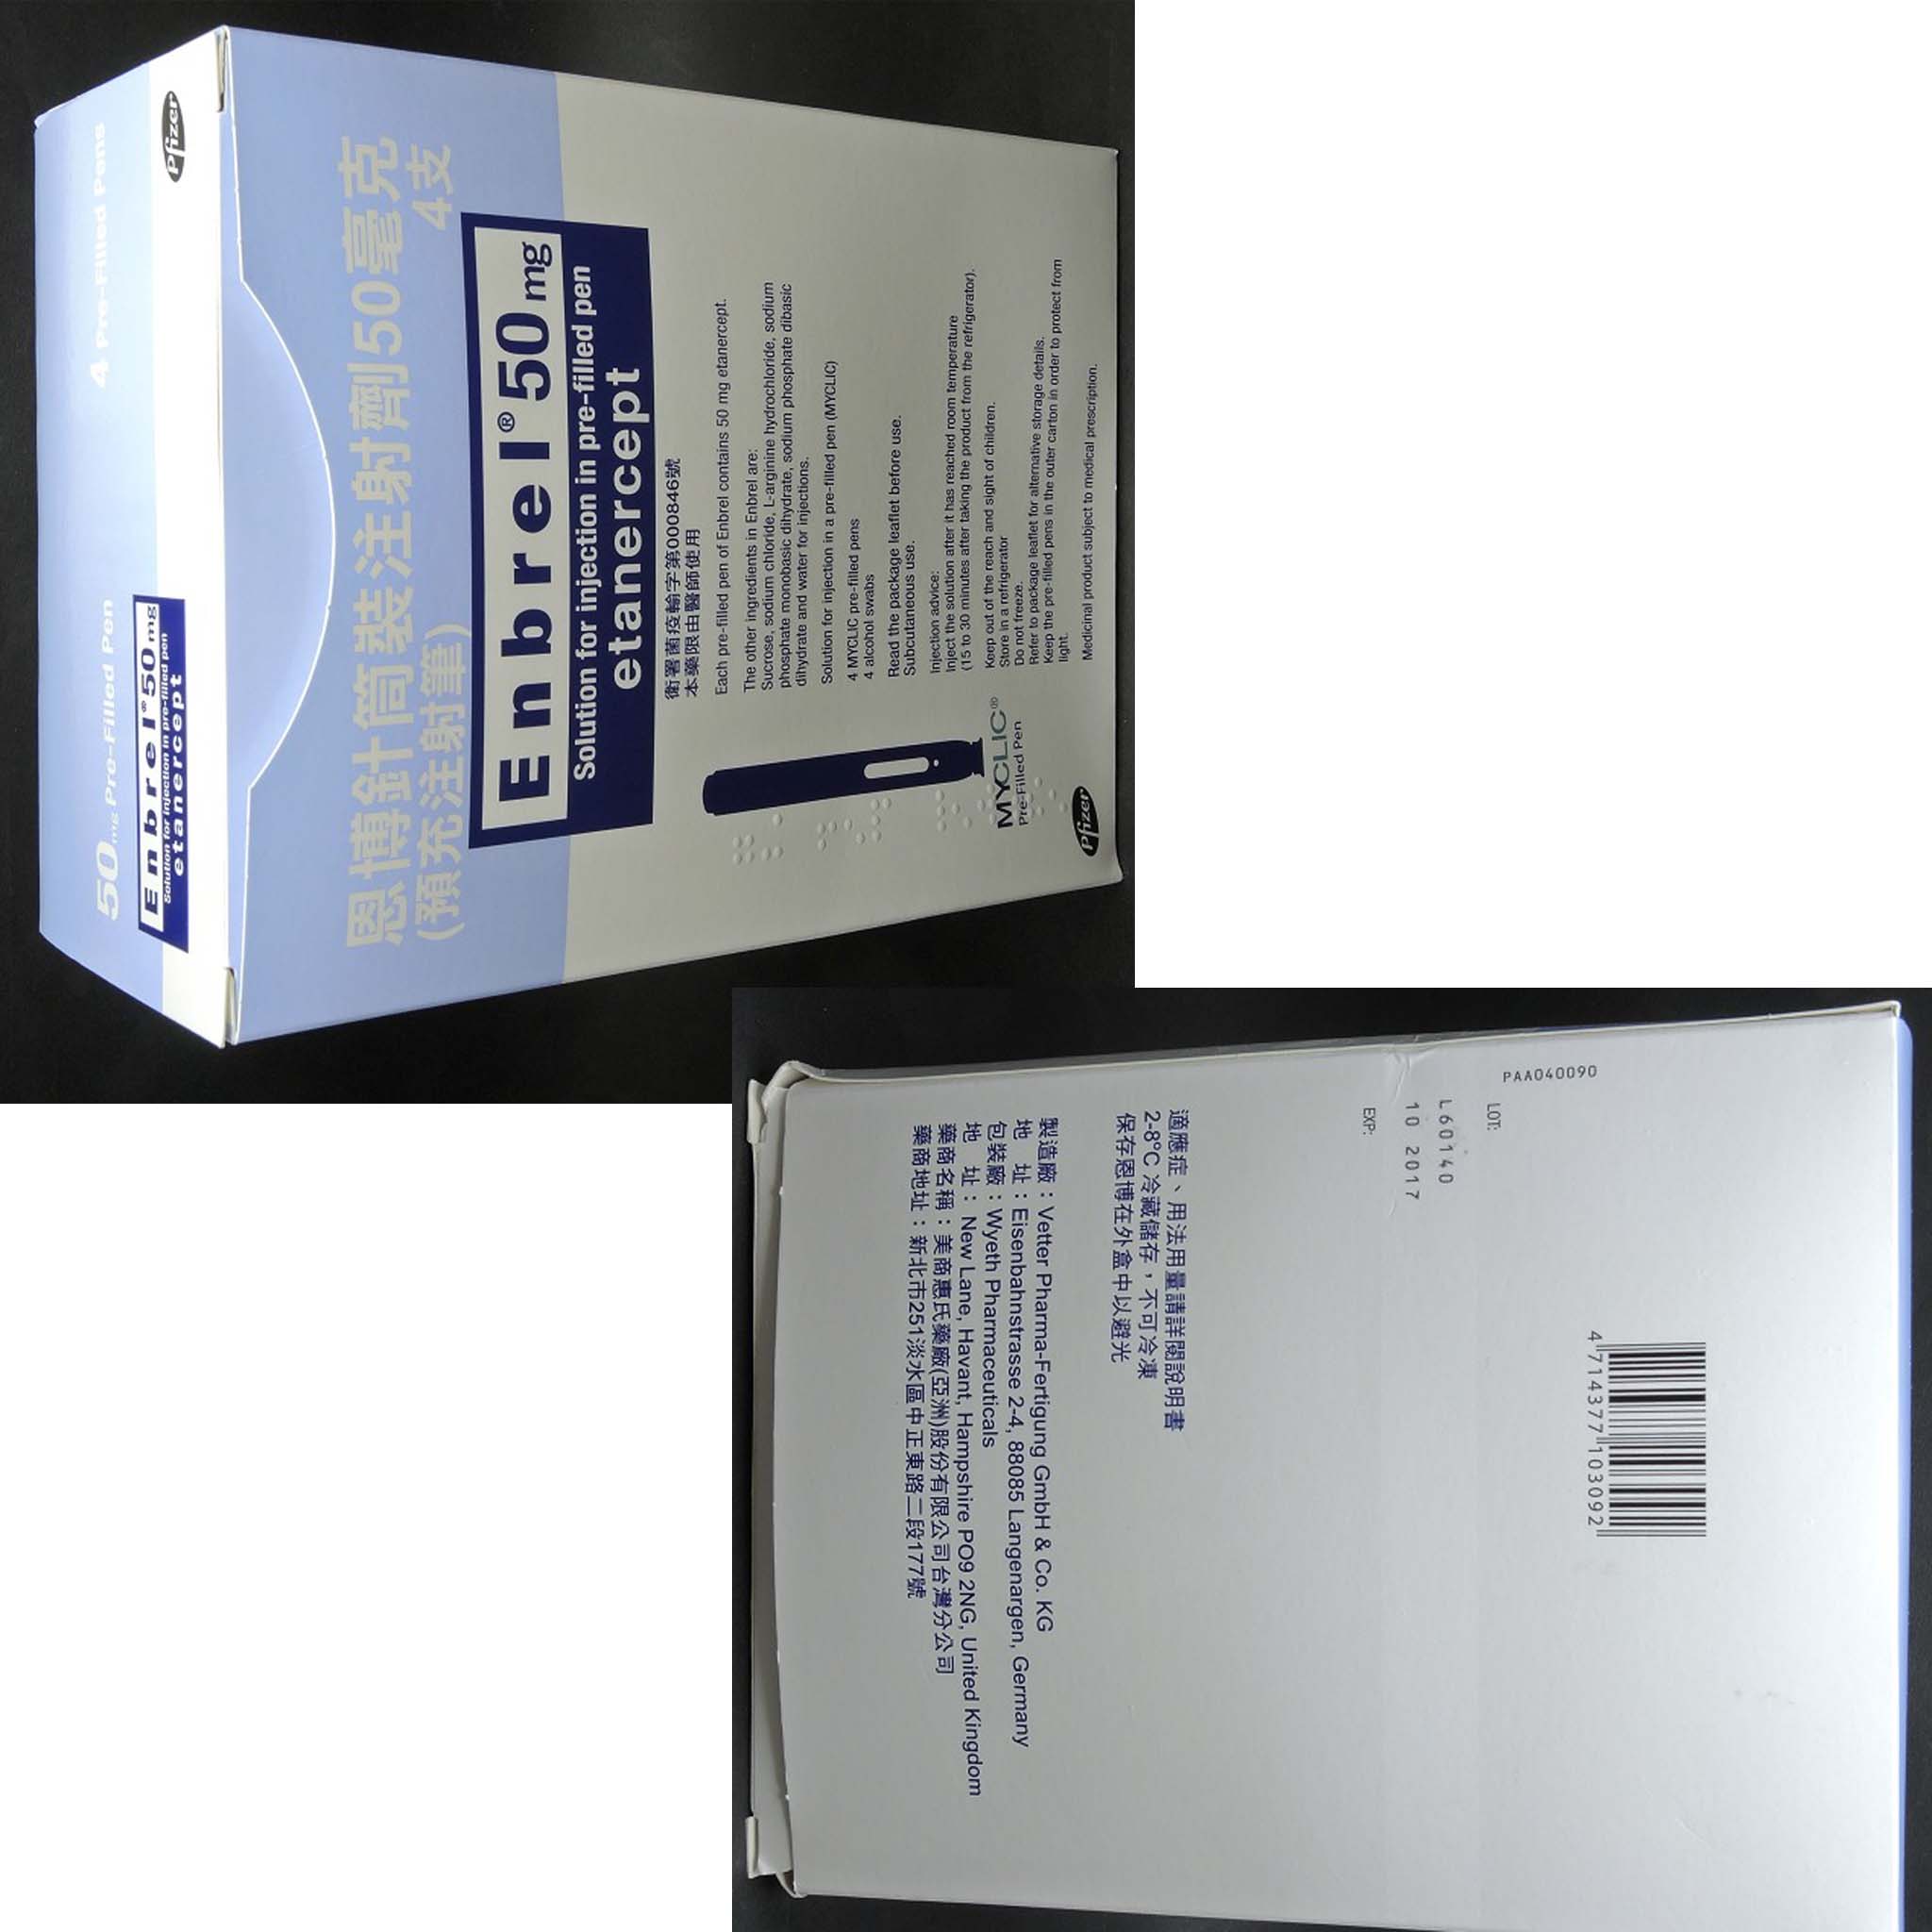 50 mg Pre-Filled Pen
4 Pre-Filled Pens
Enbrel® 50 mg
Solution for injection in pre-filled pen
etanercept
Pfizer
恩博針筒裝注射劑50毫克
(預充注射筆)
4支
Enbrel® 50 mg
Solution for injection in pre-filled pen
etanercept
衛署菌疫輸字第000846號
本藥限由醫師使用
Each pre-filled pen of Enbrel contains 50 mg etanercept.
The other ingredients in Enbrel are:
Sucrose, sodium chloride, L-arginine hydrochloride, sodium
phosphate monobasic dihydrate, sodium phosphate dibasic
dihydrate and water for injections.
Solution for injection in a pre-filled pen (MYCLIC)
4 MYCLIC pre-filled pens
4 alcohol swabs
Read the package leaflet before use.
Subcutaneous use.
Injection advice:
Inject the solution after it has reached room temperature
(15 to 30 minutes after taking the product from the refrigerator).
Keep out of the reach and sight of children.
Store in a refrigerator
Do not freeze.
Refer to package leaflet for alternative storage details.
Keep the pre-filled pens in the outer carton in order to protect from
light.
Medicinal product subject to medical prescription.
MYCLIC®
Pre-Filled Pen
Pfizer
PAA040090
LOT:
L60140
10 2017
EXP:
適應症、用法用量請詳閱說明書
2-8°C 冷藏儲存，不可冷凍
保存恩博在外盒中以避光
製造廠：Vetter Pharma-Fertigung GmbH & Co. KG
地 址：Eisenbahnstrasse 2-4, 88085 Langenargen, Germany
包裝廠：Wyeth Pharmaceuticals
地 址：New Lane, Havant, Hampshire PO9 2NG, United Kingdom
藥商名稱：美商惠氏藥廠(亞洲)股份有限公司台灣分公司
藥商地址：新北市251淡水區中正東路二段177號
4 714377 103092